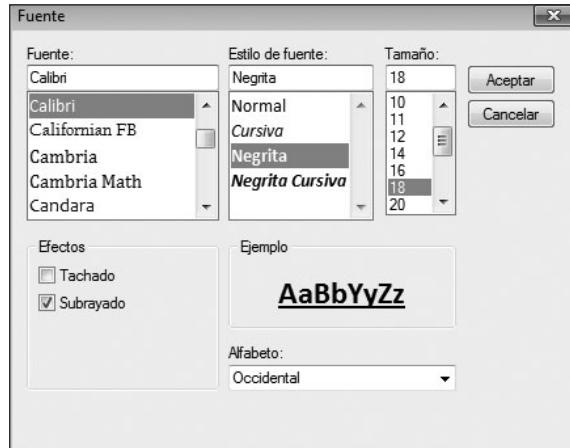 Fuente
Fuente:
Calibri
Calibri
Californian FB
Cambria
Cambria Math
Candara
Estilo de fuente:
Negrita
Normal
Cursiva
Negrita
Negrita Cursiva
Tamaño:
18
10
11
12
14
16
18
20
Aceptar
Cancelar
Efectos
Tachado
Subrayado
Ejemplo
AaBbYyZz
Alfabeto:
Occidental